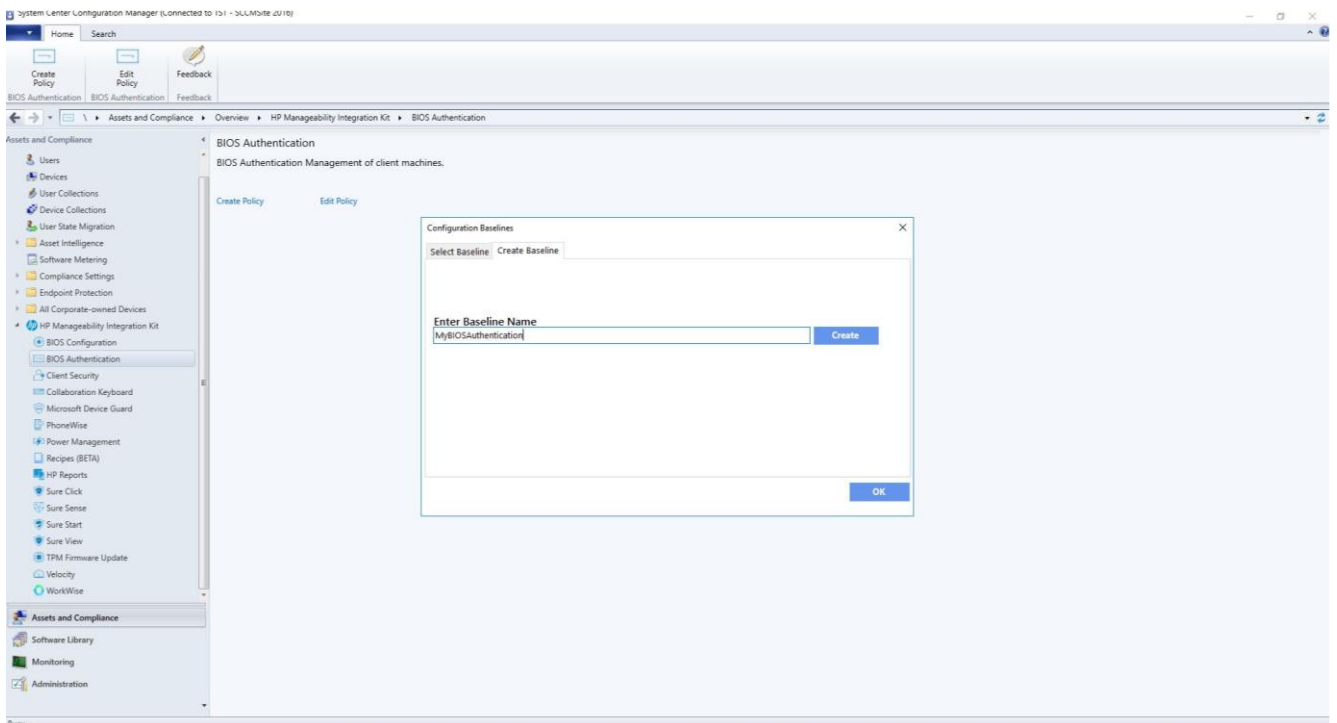 System Center Configuration Manager (Connected to TST - SCCMSite 2016)
Home Search
Create Policy
Edit Policy
Feedback
BIOS Authentication BIOS Authentication Feedback
\ Assets and Compliance Overview HP Manageability Integration Kit BIOS Authentication
Assets and Compliance
Users
Devices
User Collections
Device Collections
User State Migration
Asset Intelligence
Software Metering
Compliance Settings
Endpoint Protection
All Corporate-owned Devices
HP Manageability Integration Kit
BIOS Configuration
BIOS Authentication
Client Security
Collaboration Keyboard
Microsoft Device Guard
PhoneWise
Power Management
Recipes (BETA)
HP Reports
Sure Click
Sure Sense
Sure Start
Sure View
TPM Firmware Update
Velocity
WorkWise
Assets and Compliance
Software Library
Monitoring
Administration
BIOS Authentication
BIOS Authentication Management of client machines.
Create Policy Edit Policy
Configuration Baselines
Select Baseline Create Baseline
Enter Baseline Name
MyBIOSAuthentication
Create
OK